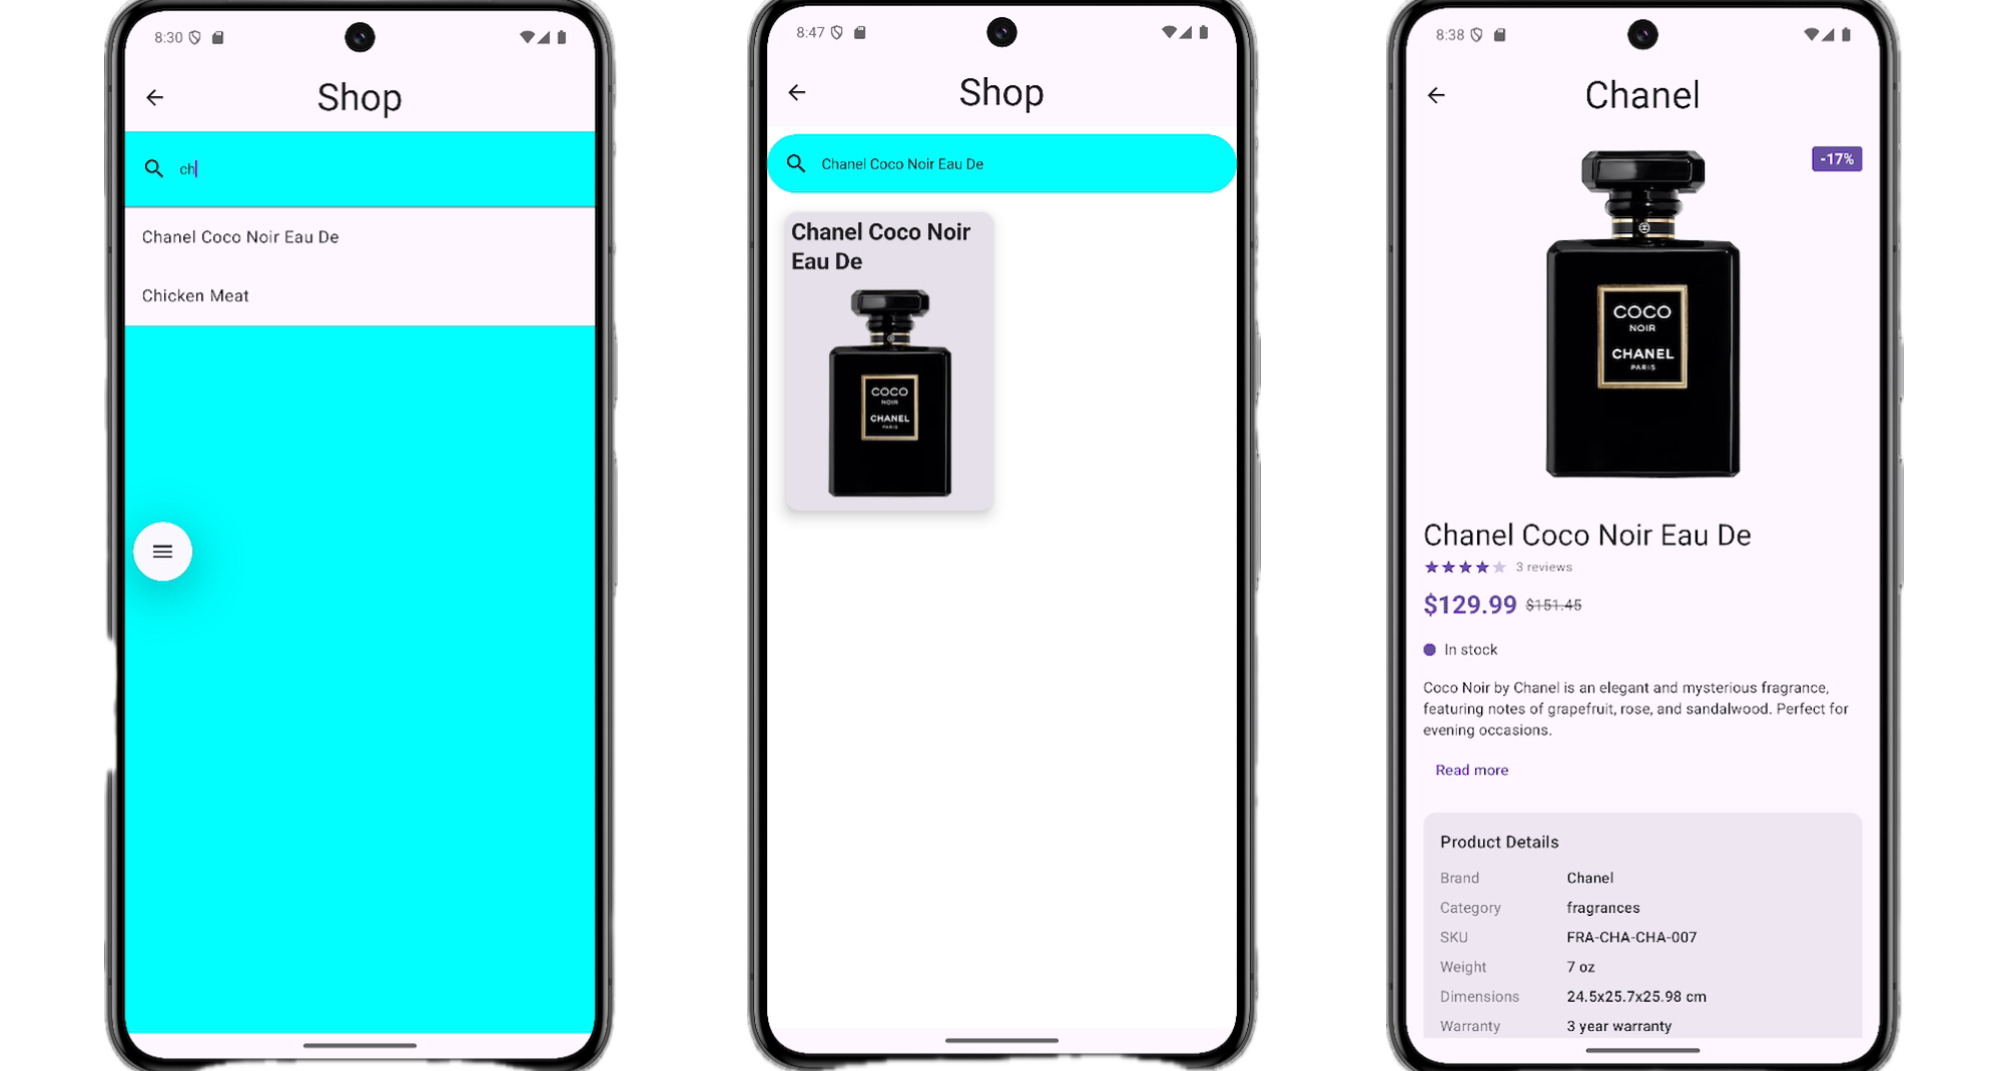 8:30
Shop
ch
Chanel Coco Noir Eau De
Chicken Meat
8:47
Shop
Chanel Coco Noir Eau De
Chanel Coco Noir
Eau De
COCO
NOIR
CHANEL
PARIS
8:38
Chanel
-17%
COCO
NOIR
CHANEL
PARIS
Chanel Coco Noir Eau De
3 reviews
$129.99 $151.45
In stock
Coco Noir by Chanel is an elegant and mysterious fragrance,
featuring notes of grapefruit, rose, and sandalwood. Perfect for
evening occasions.
Read more
Product Details
Brand Chanel
Category fragrances
SKU FRA-CHA-CHA-007
Weight 7 oz
Dimensions 24.5x25.7x25.98 cm
Warranty 3 year warranty